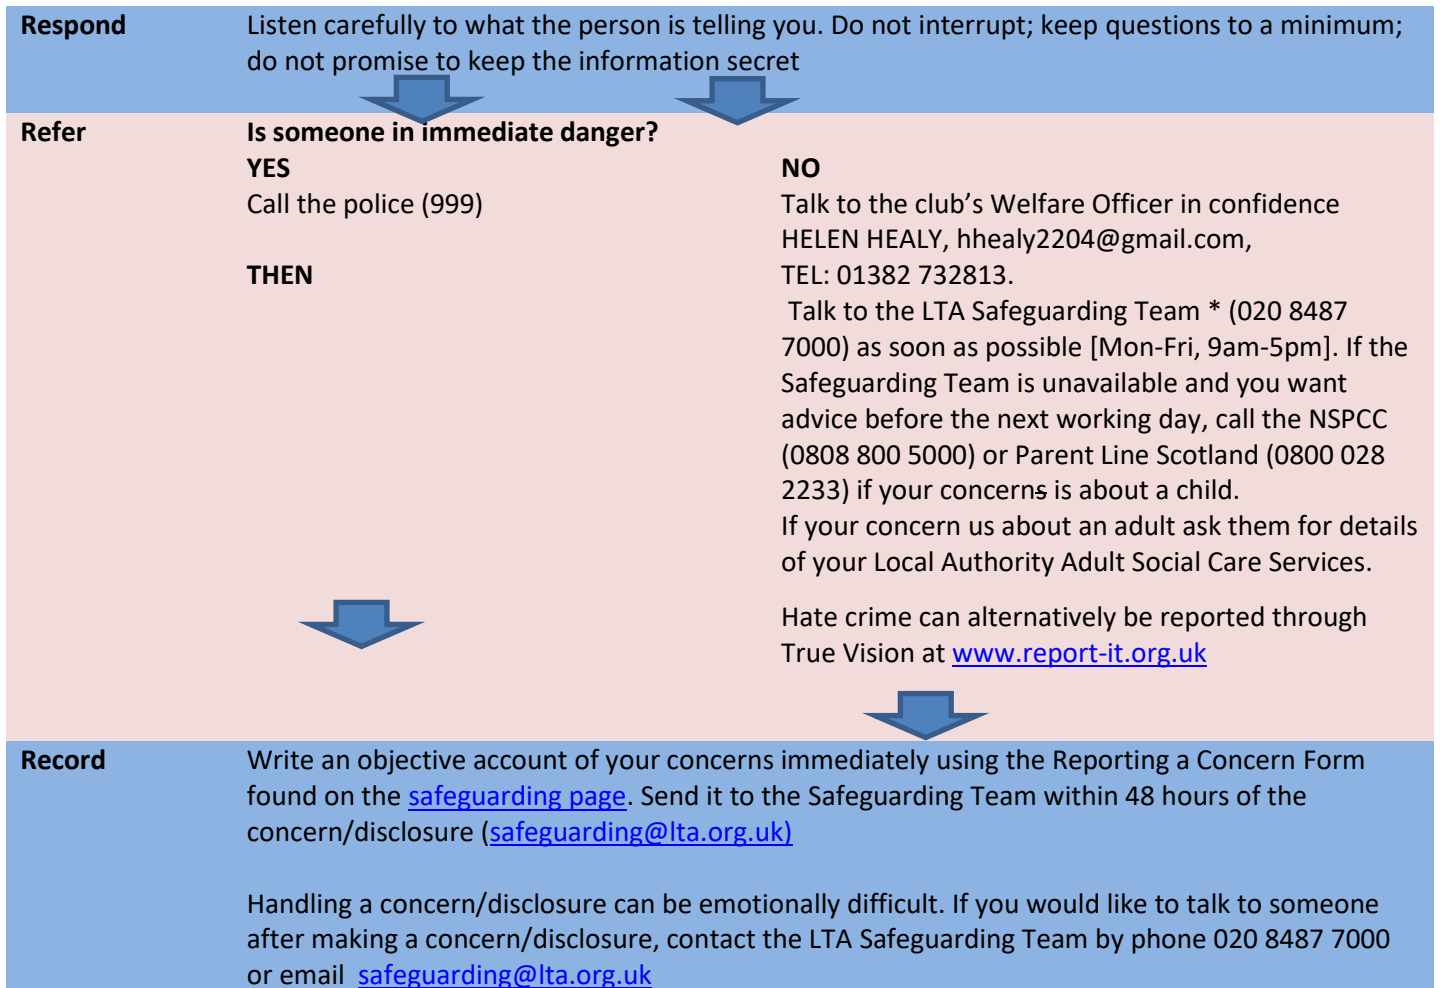 Respond
Listen carefully to what the person is telling you. Do not interrupt; keep questions to a minimum;
do not promise to keep the information secret
Refer
Is someone in immediate danger?
YES
Call the police (999)
THEN
NO
Talk to the club’s Welfare Officer in confidence
HELEN HEALY, hhealy2204@gmail.com,
TEL: 01382 732813.
Talk to the LTA Safeguarding Team * (020 8487
7000) as soon as possible [Mon-Fri, 9am-5pm]. If the
Safeguarding Team is unavailable and you want
advice before the next working day, call the NSPCC
(0808 800 5000) or Parent Line Scotland (0800 028
2233) if your concerns is about a child.
If your concern us about an adult ask them for details
of your Local Authority Adult Social Care Services.
Hate crime can alternatively be reported through
True Vision at www.report-it.org.uk
Record
Write an objective account of your concerns immediately using the Reporting a Concern Form
found on the safeguarding page. Send it to the Safeguarding Team within 48 hours of the
concern/disclosure (safeguarding@lta.org.uk)
Handling a concern/disclosure can be emotionally difficult. If you would like to talk to someone
after making a concern/disclosure, contact the LTA Safeguarding Team by phone 020 8487 7000
or email safeguarding@lta.org.uk